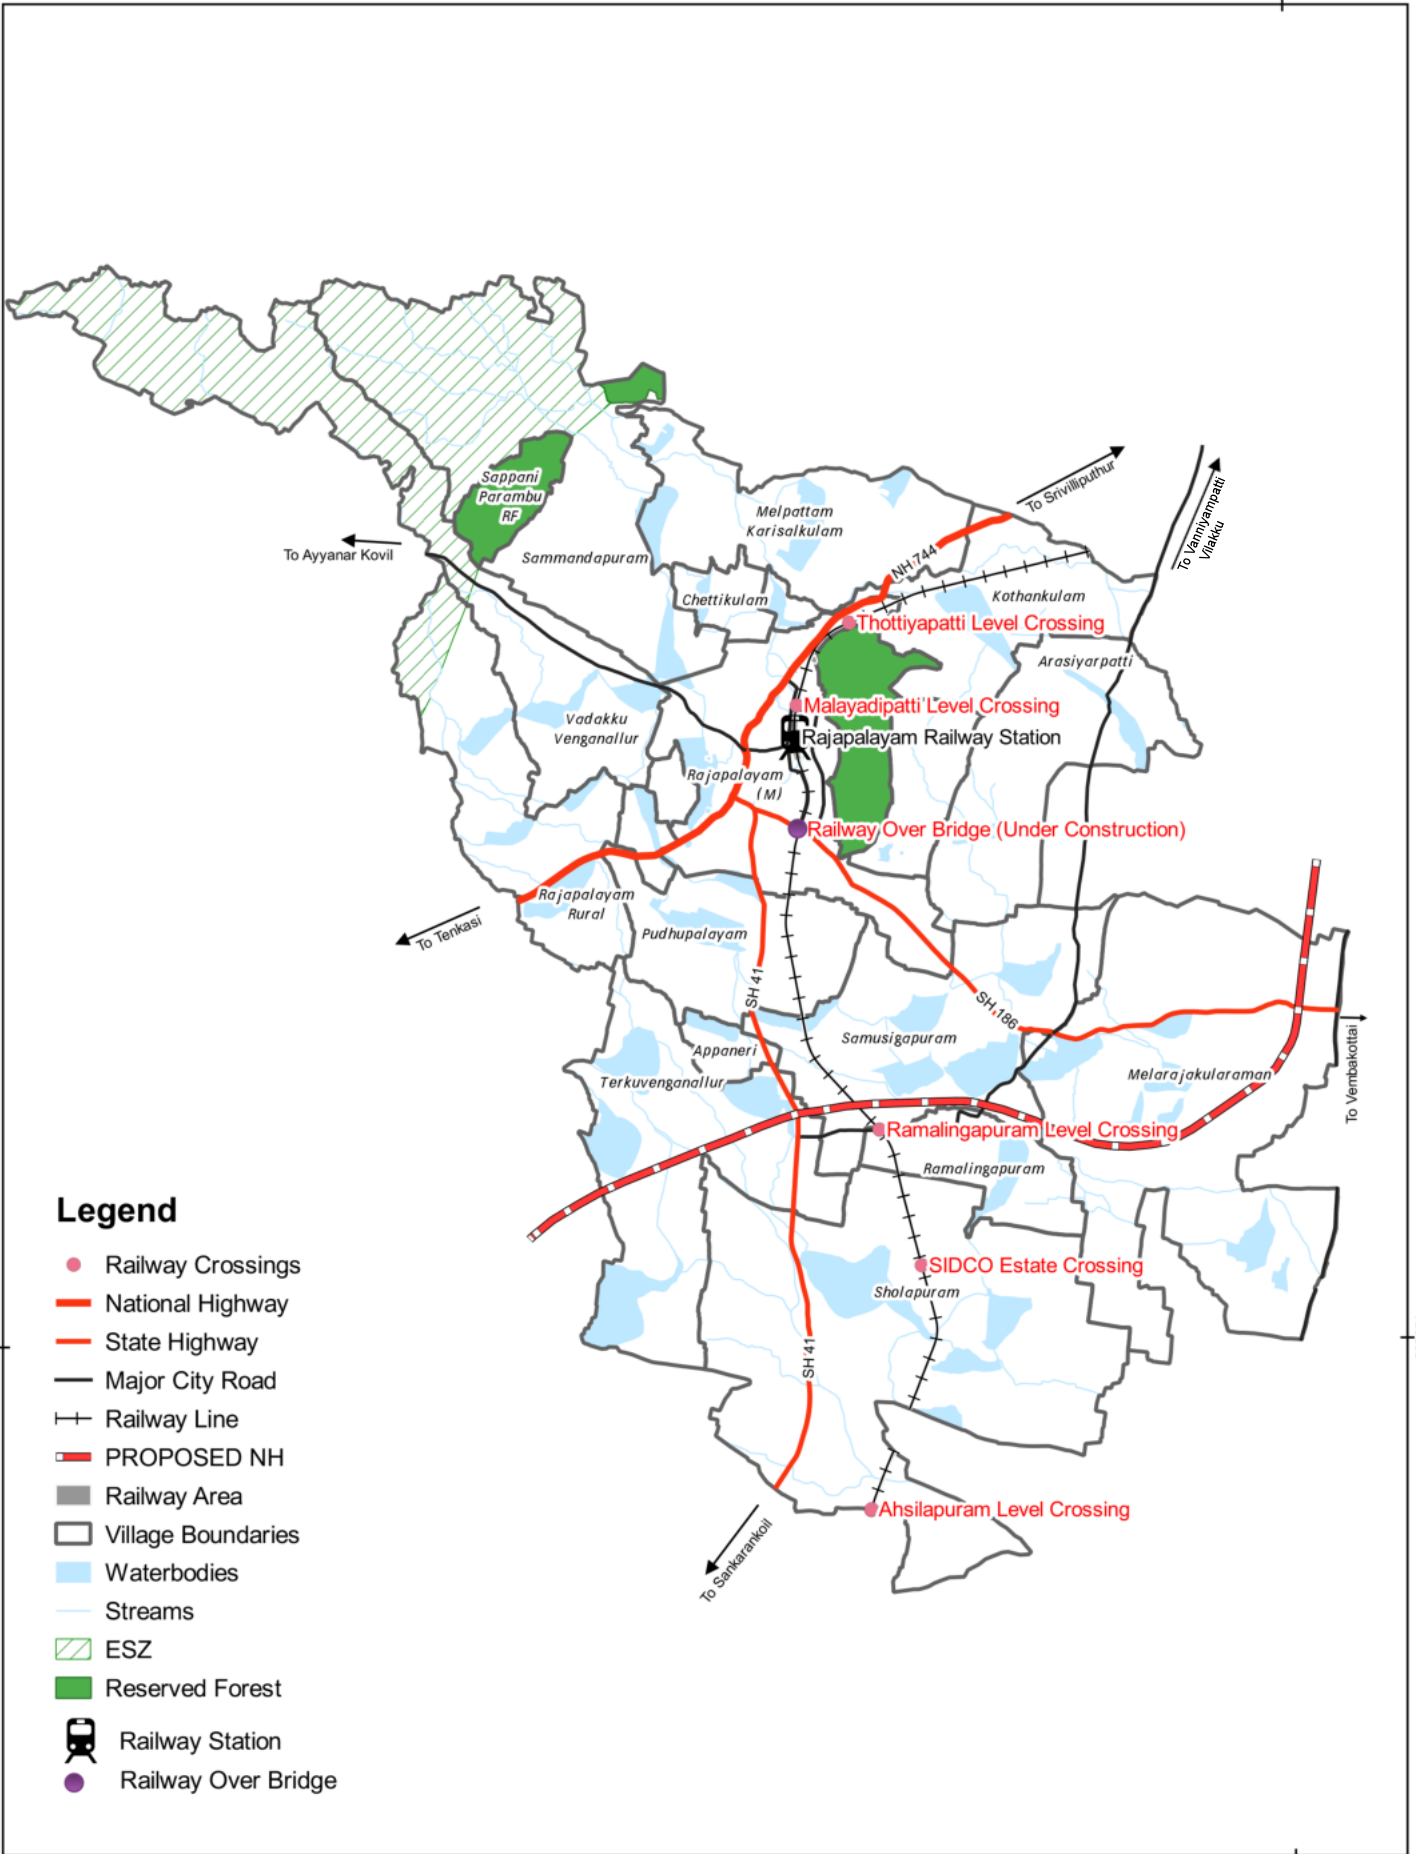 Sappani
Parambu
RF
To Ayyanar Kovil
Sammandapuram
Melpattam
Karisalkulam
To Srivilliputhur
To Vanniyampatti
Vilakku
NH 744
Chettikulam
Kothankulam
Thottiyapatti Level Crossing
Arasiyarpatti
Malayadipatti Level Crossing
Vadakku
Venganallur
Rajapalayam Railway Station
Rajapalayam
(M)
Railway Over Bridge (Under Construction)
Rajapalayam
Rural
To Tenkasi
Pudhupalayam
SH 41
SH 186
Samusigapuram
Appaneri
Terkuvenganallur
Melarajakularaman
To Vembakottai
Ramalingapuram Level Crossing
Ramalingapuram
SIDCO Estate Crossing
Sholapuram
SH 41
Ahsilapuram Level Crossing
To Sankarankoil
Legend
Railway Crossings
National Highway
State Highway
Major City Road
Railway Line
PROPOSED NH
Railway Area
Village Boundaries
Waterbodies
Streams
ESZ
Reserved Forest
Railway Station
Railway Over Bridge